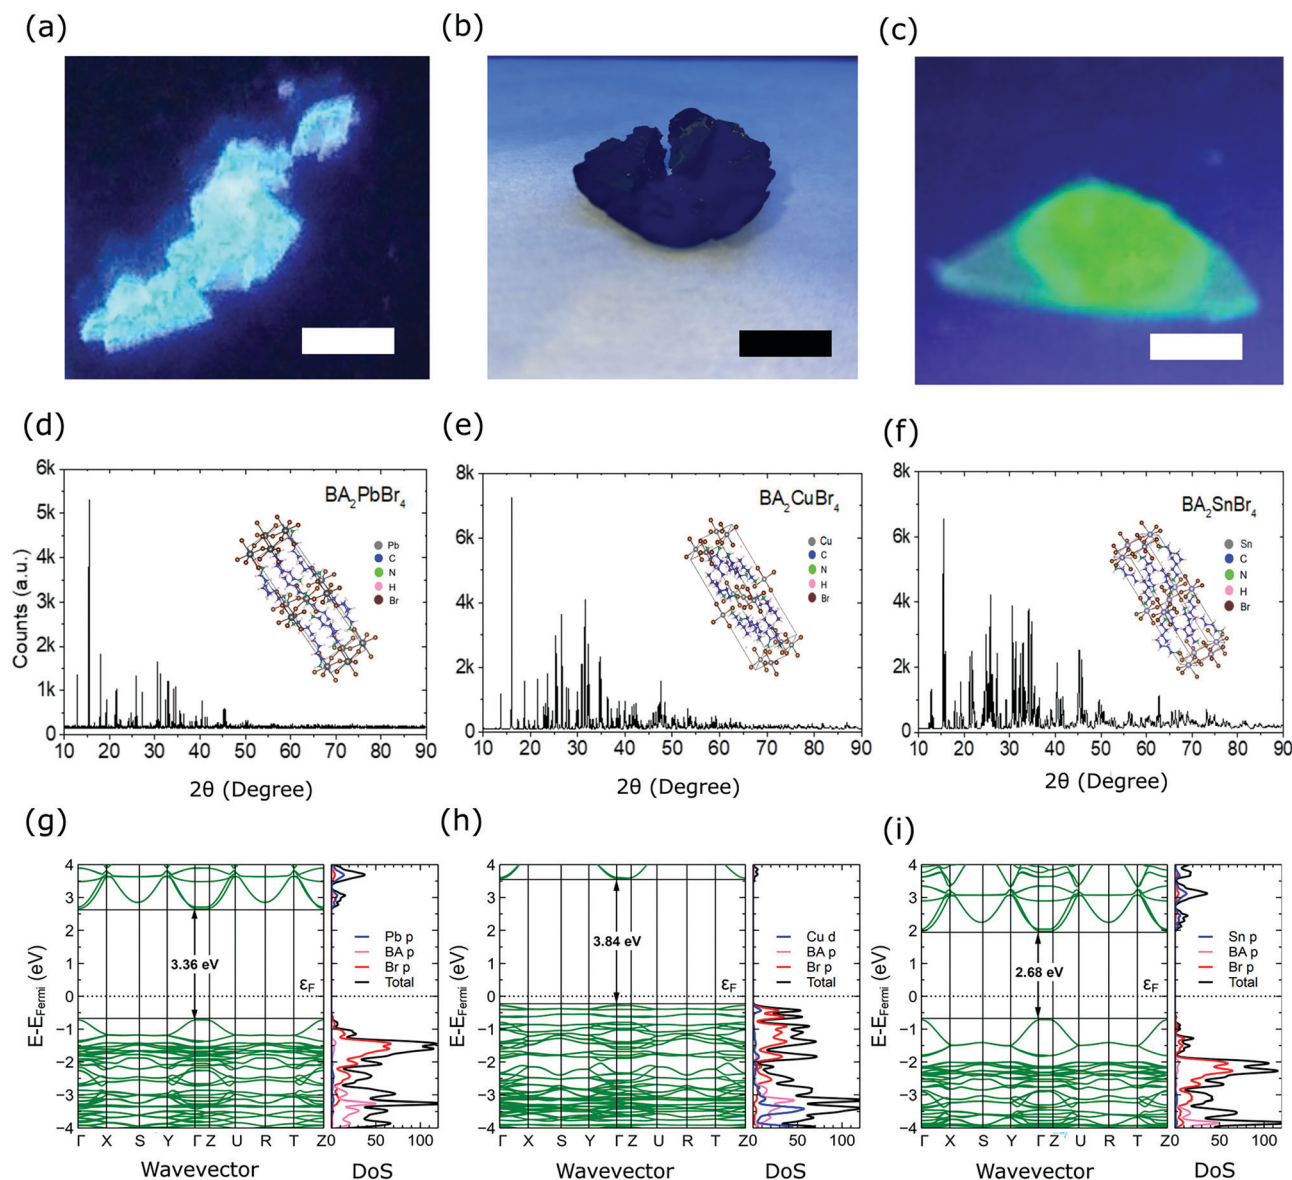 (a)
(b)
(c)
(d)
(e)
(f)
BA2PbBr4
Pb
C
N
H
Br
6k
5k
4k
3k
2k
1k
0
Counts (a.u.)
10 20 30 40 50 60 70 80 90
2θ (Degree)
BA2CuBr4
Cu
C
N
H
Br
8k
6k
4k
2k
0
10 20 30 40 50 60 70 80 90
2θ (Degree)
BA2SnBr4
Sn
C
N
H
Br
8k
6k
4k
2k
0
10 20 30 40 50 60 70 80 90
2θ (Degree)
(g)
(h)
(i)
4
3
2
1
0
−1
−2
−3
−4
E-EFermi (eV)
3.36 eV
εF
Γ X S Y Γ Z U R T Z
Wavevector
Pb p
BA p
Br p
Total
0 50 100
DoS
4
3
2
1
0
−1
−2
−3
−4
E-EFermi (eV)
3.84 eV
εF
Γ X S Y Γ Z U R T Z
Wavevector
Cu d
BA p
Br p
Total
0 50 100
DoS
4
3
2
1
0
−1
−2
−3
−4
E-EFermi (eV)
2.68 eV
εF
Γ X S Y Γ Z U R T Z
Wavevector
Sn p
BA p
Br p
Total
0 50 100
DoS